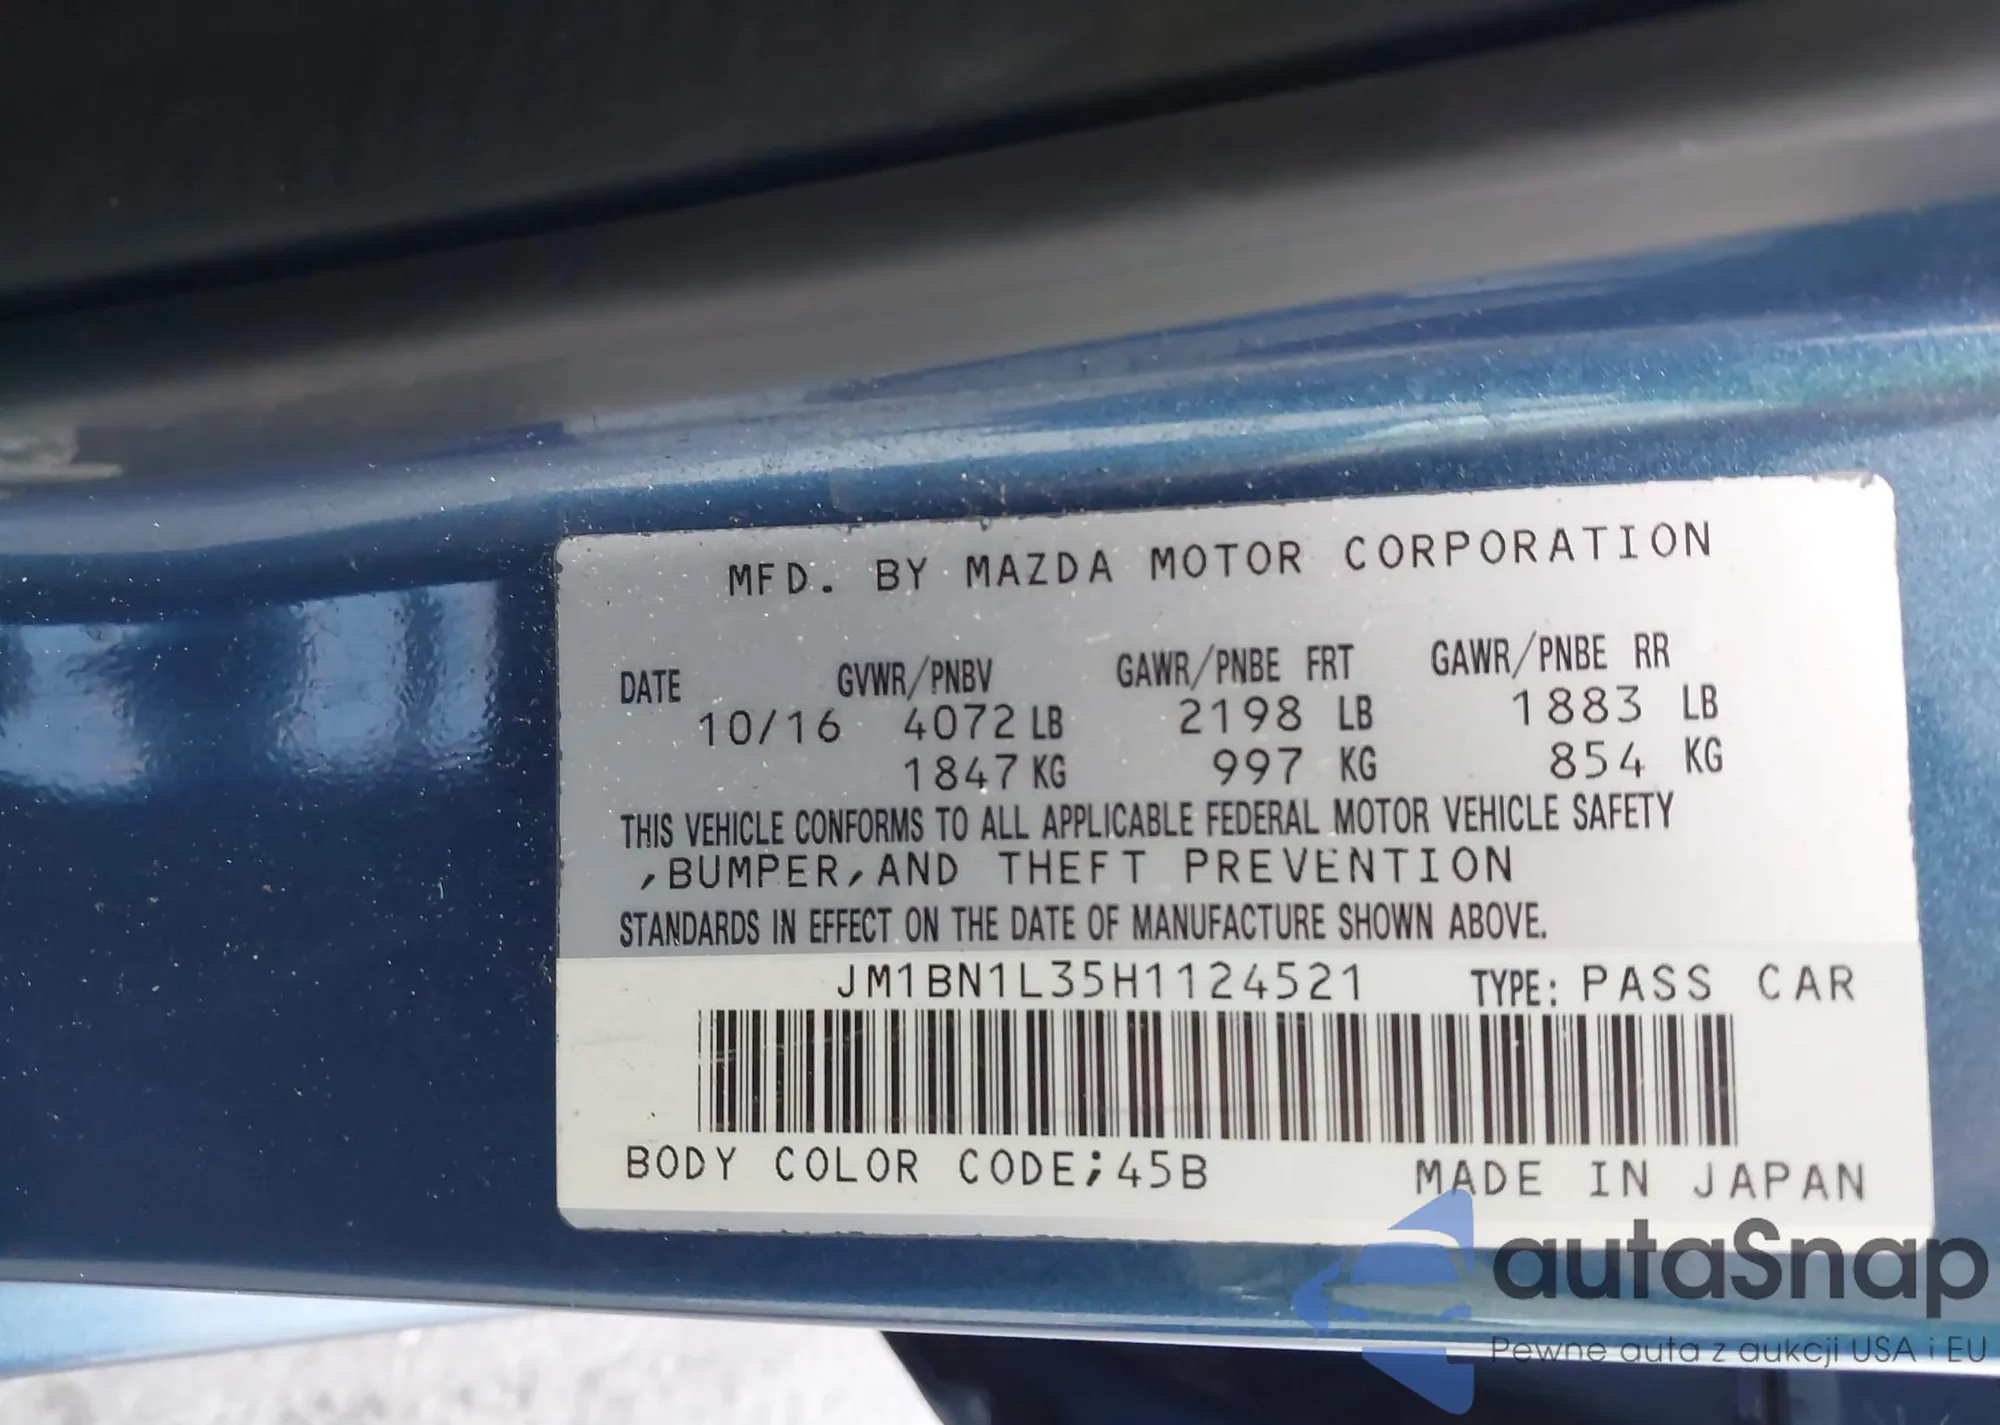 MFD. BY MAZDA MOTOR CORPORATION
DATE GVWR/PNBV GAWR/PNBE FRT GAWR/PNBE RR
10/16 4072 LB 2198 LB 1883 LB
1847 KG 997 KG 854 KG
THIS VEHICLE CONFORMS TO ALL APPLICABLE FEDERAL MOTOR VEHICLE SAFETY
,BUMPER,AND THEFT PREVENTION
STANDARDS IN EFFECT ON THE DATE OF MANUFACTURE SHOWN ABOVE.
JM1BN1L35H1124521 TYPE: PASS CAR
BODY COLOR CODE;45B MADE IN JAPAN
autaSnap
Pewne auta z aukcji USA i EU